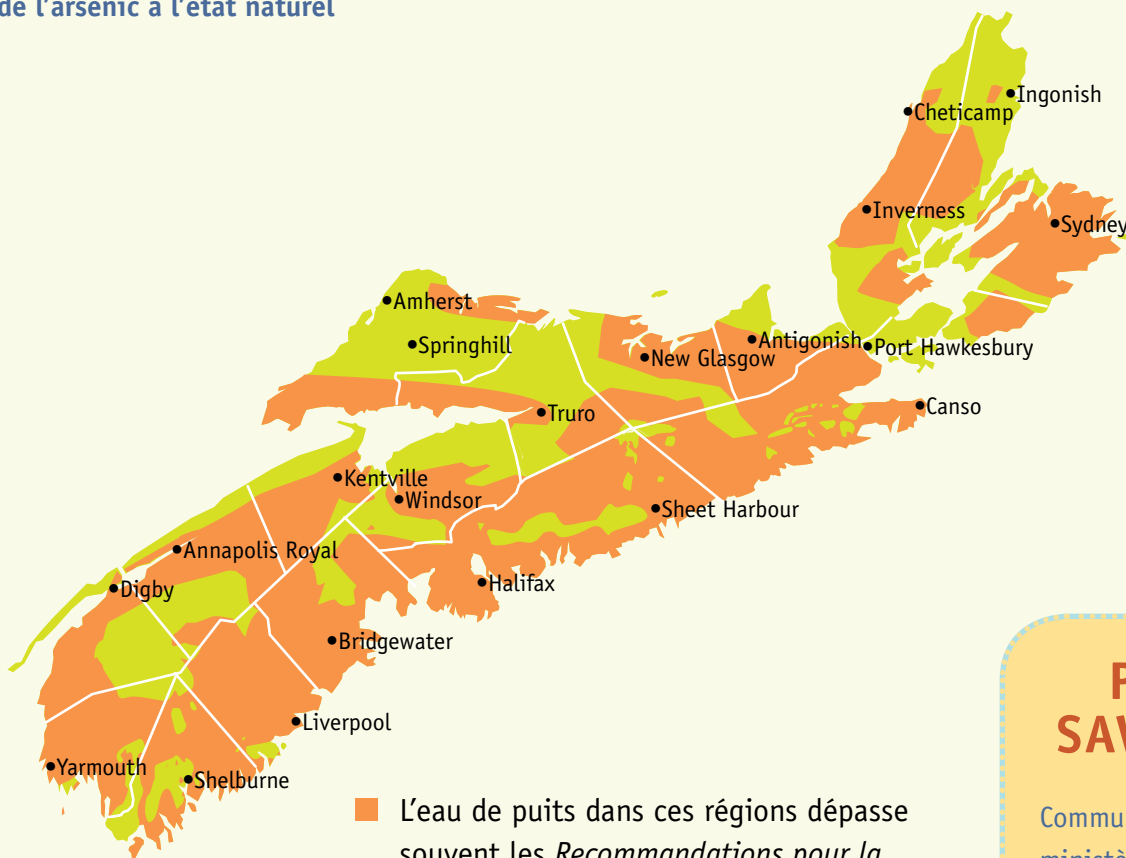 de l'arsenic à l'état naturel
Ingonish
Cheticamp
Inverness
Sydney
Amherst
Springhill
Antigonish
Port Hawkesbury
New Glasgow
Canso
Truro
Kentville
Windsor
Sheet Harbour
Annapolis Royal
Digby
Halifax
Bridgewater
Liverpool
Yarmouth
Shelburne
L'eau de puits dans ces régions dépasse
souvent les Recommandations pour la